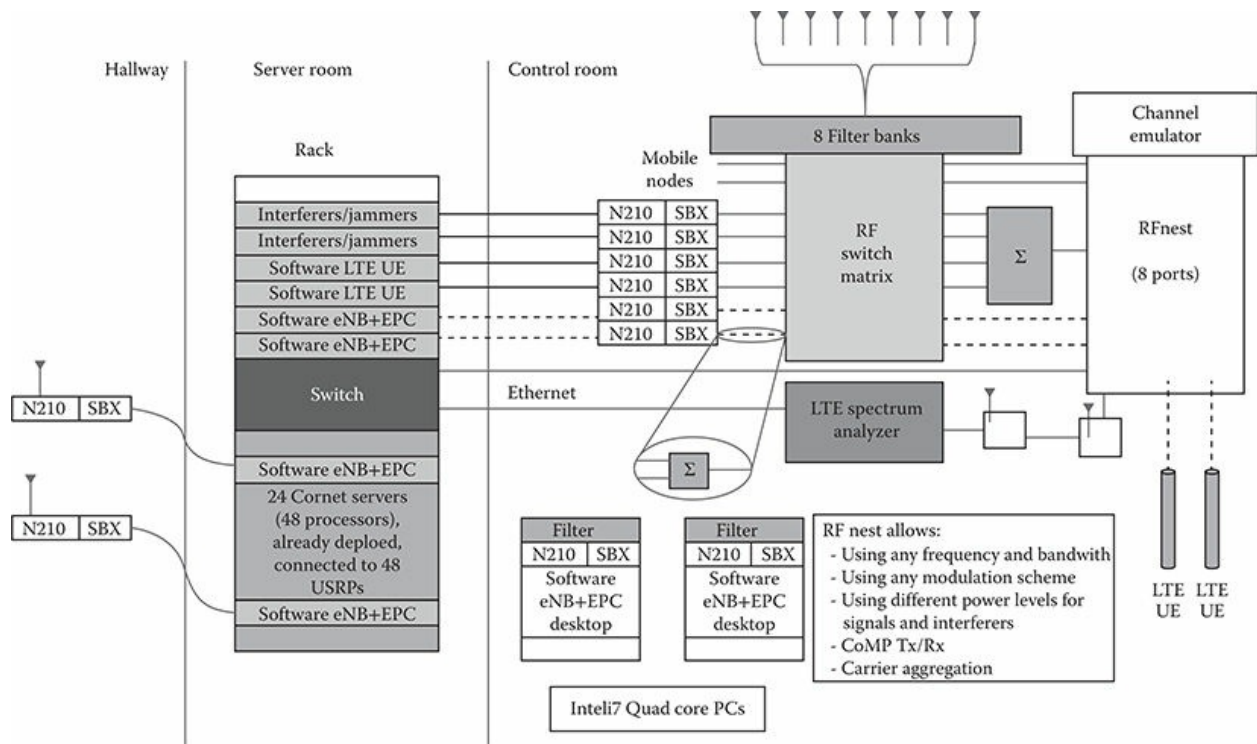 Hallway
Server room
Control room
Rack
Interferers/jammers
Interferers/jammers
Software LTE UE
Software LTE UE
Software eNB+EPC
Software eNB+EPC
Switch
Software eNB+EPC
24 Cornet servers
(48 processors),
already deploed,
connected to 48
USRPs
Software eNB+EPC
N210 SBX
N210 SBX
Mobile
nodes
N210 SBX
N210 SBX
N210 SBX
N210 SBX
N210 SBX
N210 SBX
8 Filter banks
RF
switch
matrix
Σ
Channel
emulator
RFnest
(8 ports)
Ethernet
LTE spectrum
analyzer
Σ
Filter
N210 SBX
Software
eNB+EPC
desktop
Filter
N210 SBX
Software
eNB+EPC
desktop
Inteli7 Quad core PCs
RF nest allows:
- Using any frequency and bandwith
- Using any modulation scheme
- Using different power levels for
signals and interferers
- CoMP Tx/Rx
- Carrier aggregation
LTE
UE
LTE
UE